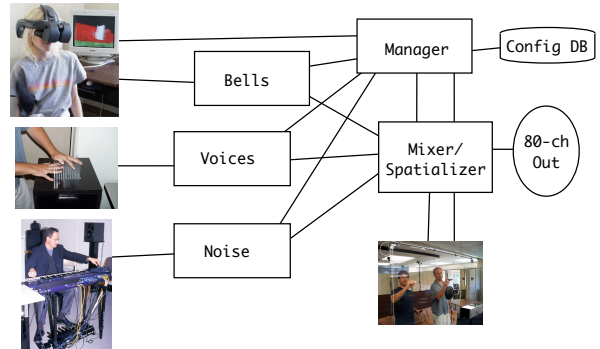 Manager
Config DB
Bells
Voices
Mixer/
Spatializer
80-ch
Out
Noise